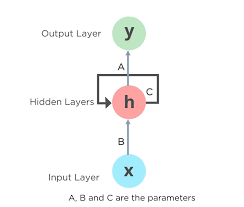 y
Output Layer
A
C
Hidden Layers
h
B
x
Input Layer
A, B and C are the parameters